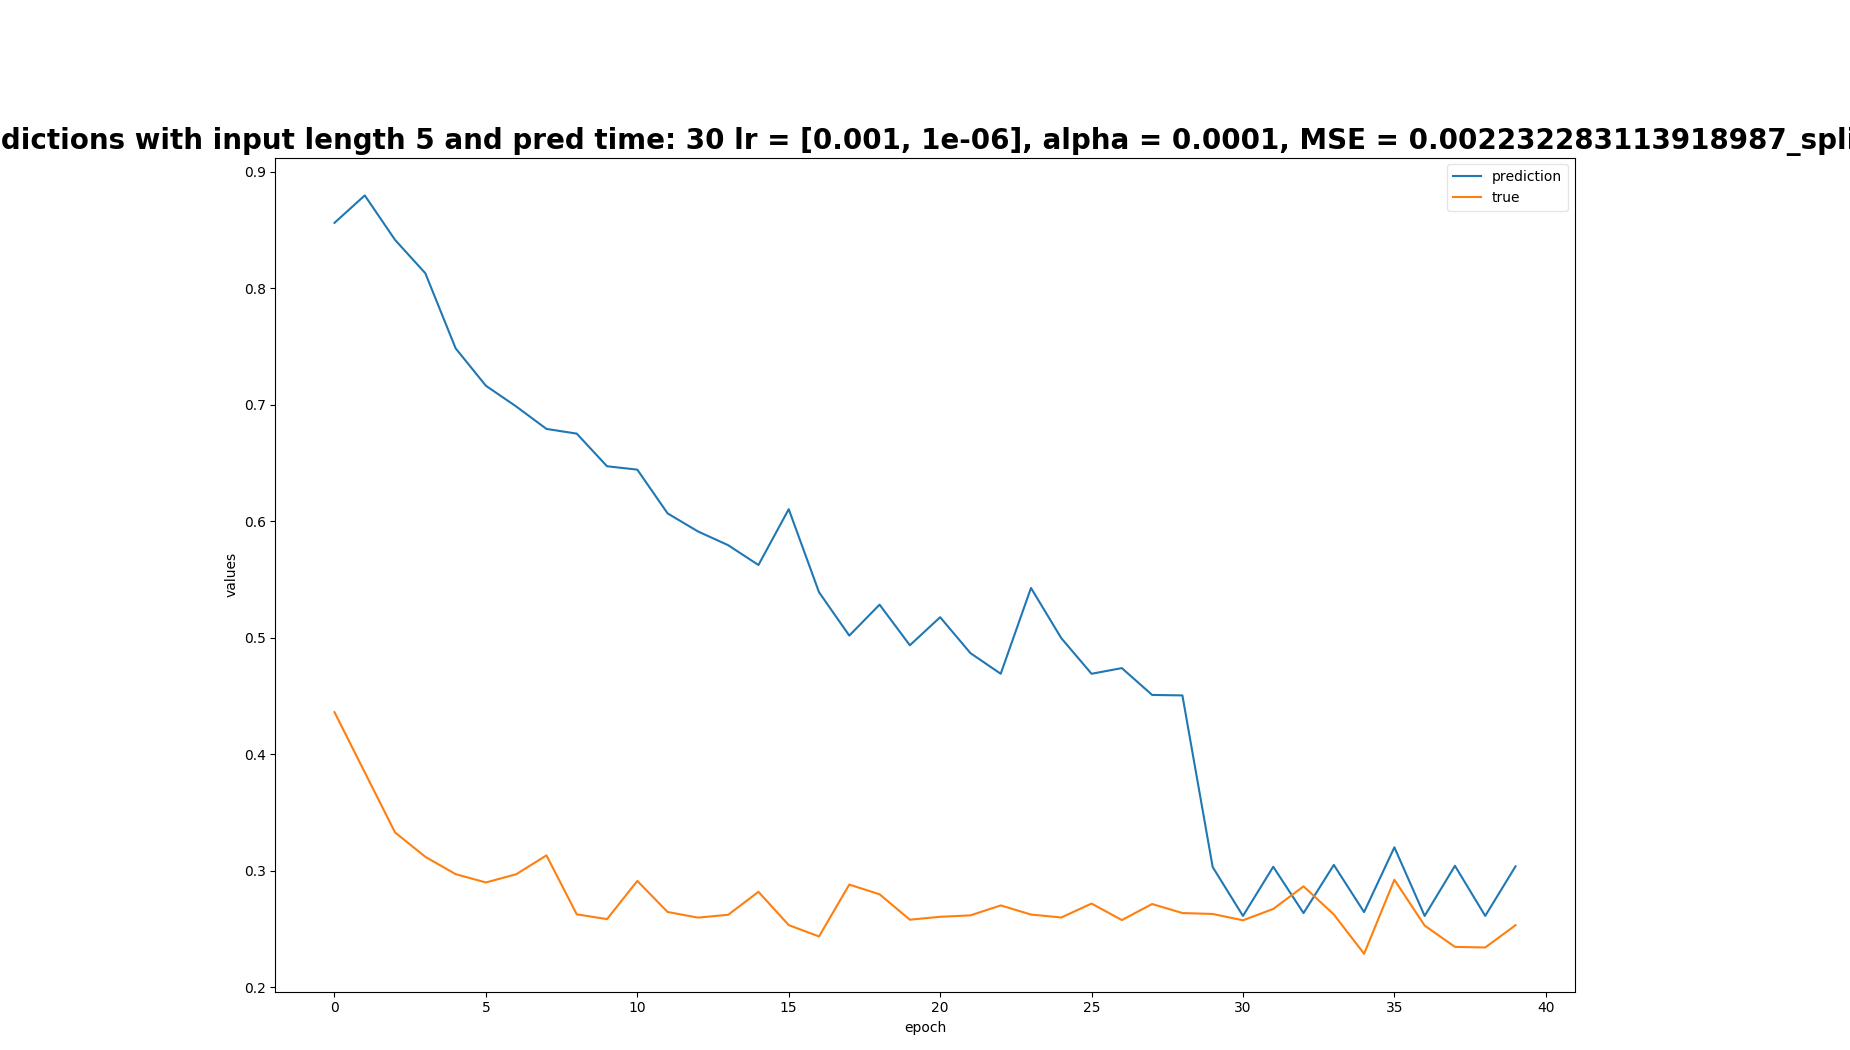 dictions with input length 5 and pred time: 30 lr = [0.001, 1e-06], alpha = 0.0001, MSE = 0.002232283113918987_spli
prediction
true
0.9
0.8
0.7
0.6
0.5
0.4
0.3
0.2
values
0 5 10 15 20 25 30 35 40
epoch